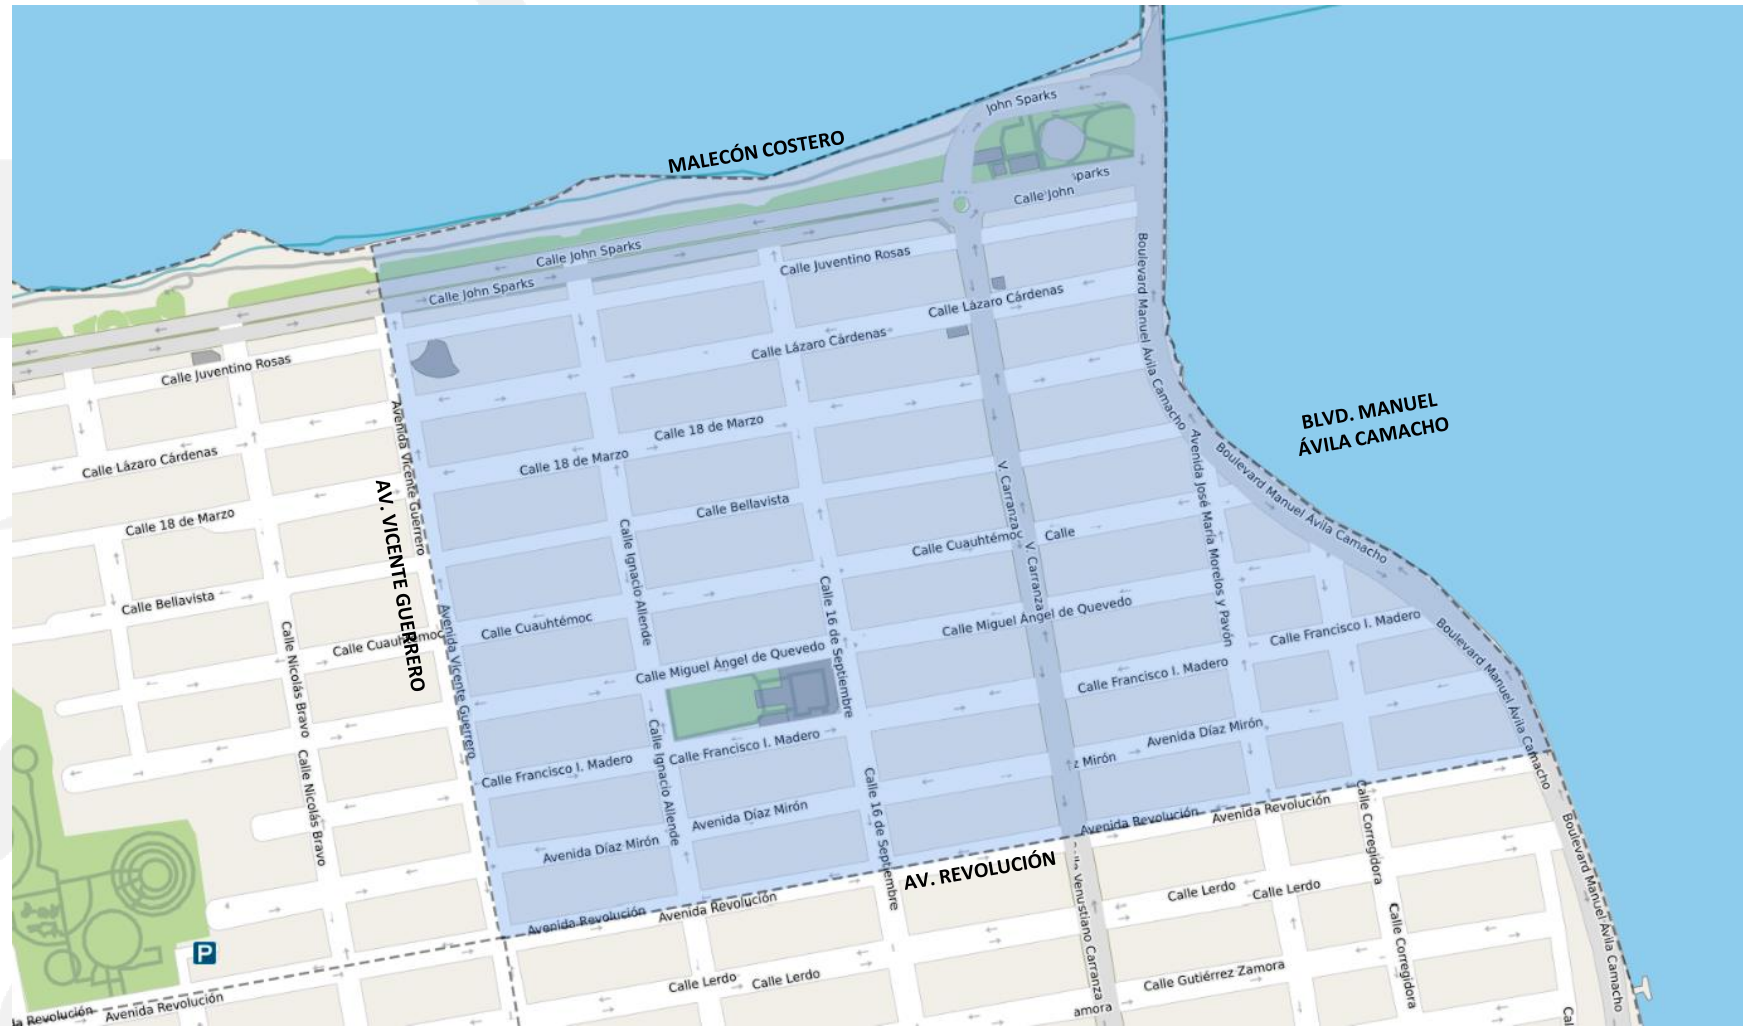 John Sparks
MALECÓN COSTERO
Calle John
Sparks
Calle John Sparks
Calle John Sparks
Calle Juventino Rosas
Calle Lázaro Cárdenas
Calle Lázaro Cárdenas
Calle Juventino Rosas
Boulevard Manuel Ávila Camacho
BLVD. MANUEL
ÁVILA CAMACHO
Avenida Vicente Guerrero
Calle 18 de Marzo
Calle 18 de Marzo
Calle Lázaro Cárdenas
AV. VICENTE GUERRERO
V. Carranza
Avenida José María Morelos y Pavón
Boulevard Manuel Ávila Camacho
Calle Bellavista
Calle 18 de Marzo
Calle Ignacio Allende
Calle Cuauhtémoc
Calle
V. Carranza
Calle 16 de Septiembre
Calle Bellavista
Avenida Vicente Guerrero
Calle Cuauhtémoc
Calle Cuauhtémoc
Calle Nicolás Bravo
Calle Miguel Ángel de Quevedo
Calle Miguel Ángel de Quevedo
Calle Francisco I. Madero
Boulevard Manuel Ávila Camacho
Calle Francisco I. Madero
Calle Ignacio Allende
Calle Francisco I. Madero
Calle Francisco I. Madero
Avenida Díaz Mirón
z Mirón
Calle Nicolás Bravo
Calle 16 de Septiembre
Avenida Díaz Mirón
Avenida Díaz Mirón
Avenida Revolución
Avenida Revolución
Calle Corregidora
Boulevard Manuel Ávila Camacho
AV. REVOLUCIÓN
Calle Venustiano Carranza
Calle Lerdo
Calle Lerdo
Avenida Revolución
Avenida Revolución
Calle Corregidora
P
Calle Lerdo
Calle Lerdo
Calle Gutiérrez Zamora
amora
Cal
la Revolución
Avenida Revolución